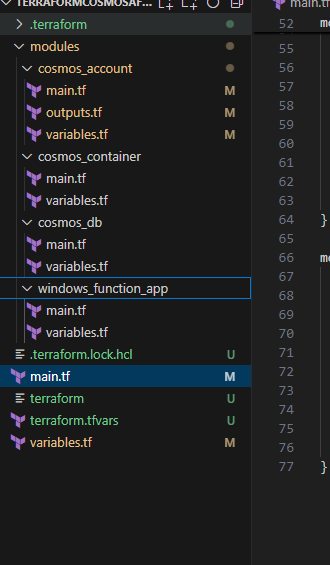 TERRAFORMCOSMOSAF...
main.tf
.terraform
52 mo
modules
55
cosmos_account
56
main.tf M
57
outputs.tf M
58
59
variables.tf M
60
cosmos_container
61
main.tf
62
variables.tf
63
cosmos_db
64 }
main.tf
65
variables.tf
66 mo
windows_function_app
67
68
main.tf
69
variables.tf
70
.terraform.lock.hcl U
71
main.tf M
72
terraform U
73
terraform.tfvars U
74
75
variables.tf M
76
77 }